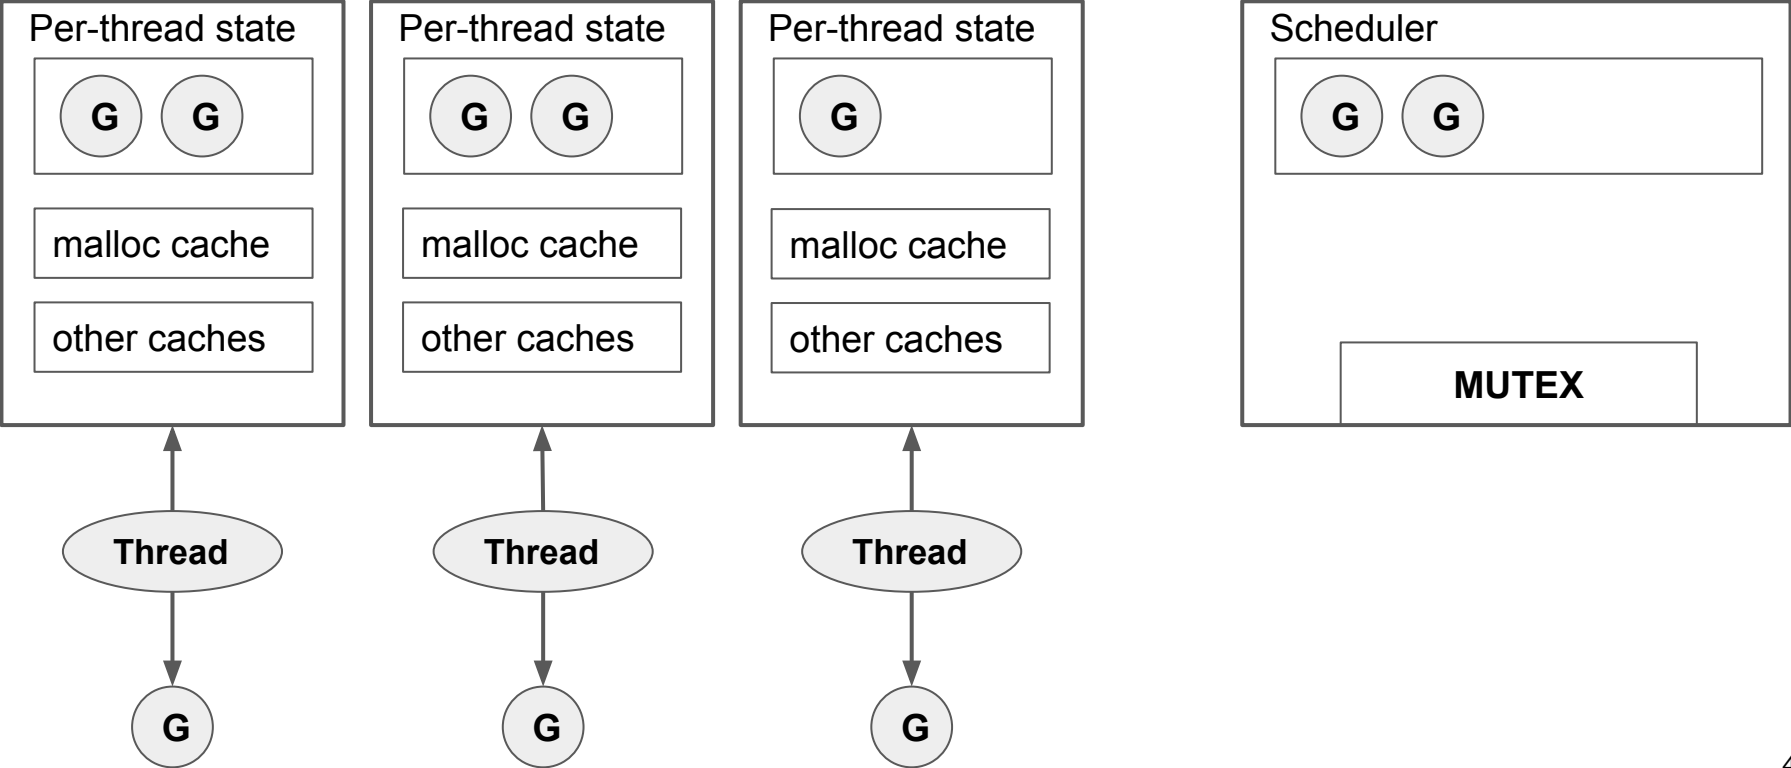 Per-thread state
G G
malloc cache
other caches
Thread
G
Per-thread state
G G
malloc cache
other caches
Thread
G
Per-thread state
G
malloc cache
other caches
Thread
G
Scheduler
G G
MUTEX